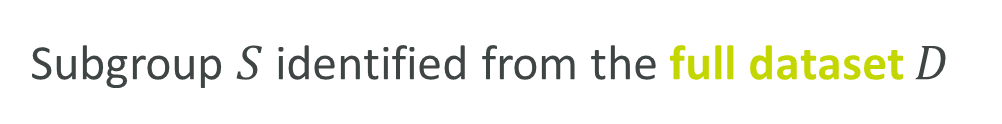 Subgroup S identified from the full dataset D